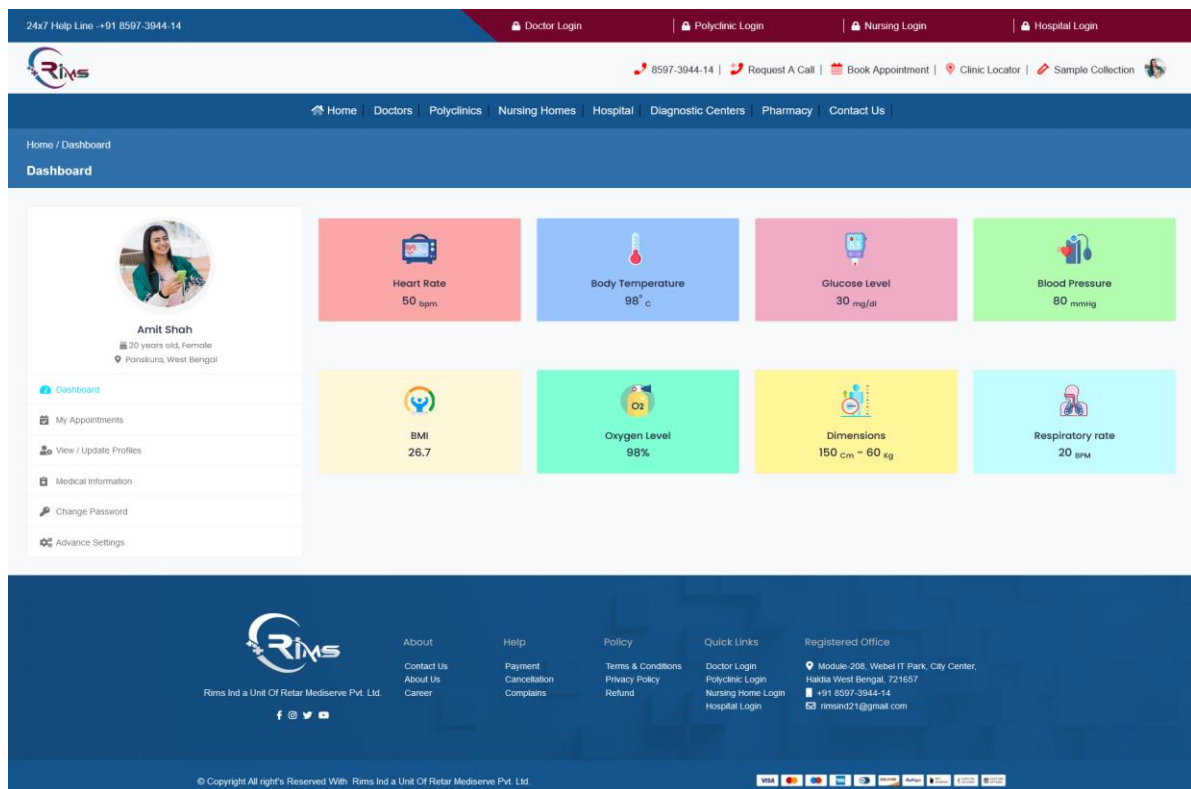 24x7 Help Line -+91 8597-3944-14
Doctor Login
Polyclinic Login
Nursing Login
Hospital Login
Rims
8597-3944-14 | Request A Call | Book Appointment | Clinic Locator | Sample Collection
Home Doctors Polyclinics Nursing Homes Hospital Diagnostic Centers Pharmacy Contact Us
Home / Dashboard
Dashboard
Amit Shah
20 years old, Female
Panskura, West Bengal
Dashboard
My Appointments
View / Update Profiles
Medical Information
Change Password
Advance Settings
Heart Rate
50 bpm
Body Temperature
98° c
Glucose Level
30 mg/dl
Blood Pressure
80 mmHg
BMI
26.7
O2
Oxygen Level
98%
Dimensions
150 Cm - 60 Kg
Respiratory rate
20 BPM
Rims
Rims Ind a Unit Of Retar Mediserve Pvt. Ltd.
About
Contact Us
About Us
Career
Help
Payment
Cancellation
Complains
Policy
Terms & Conditions
Privacy Policy
Refund
Quick Links
Doctor Login
Polyclinic Login
Nursing Home Login
Hospital Login
Registered Office
Module-208, Webel IT Park, City Center,
Haldia West Bengal, 721657
+91 8597-3944-14
rimsind21@gmail.com
© Copyright All right's Reserved With Rims Ind a Unit Of Retar Mediserve Pvt. Ltd.
VISA